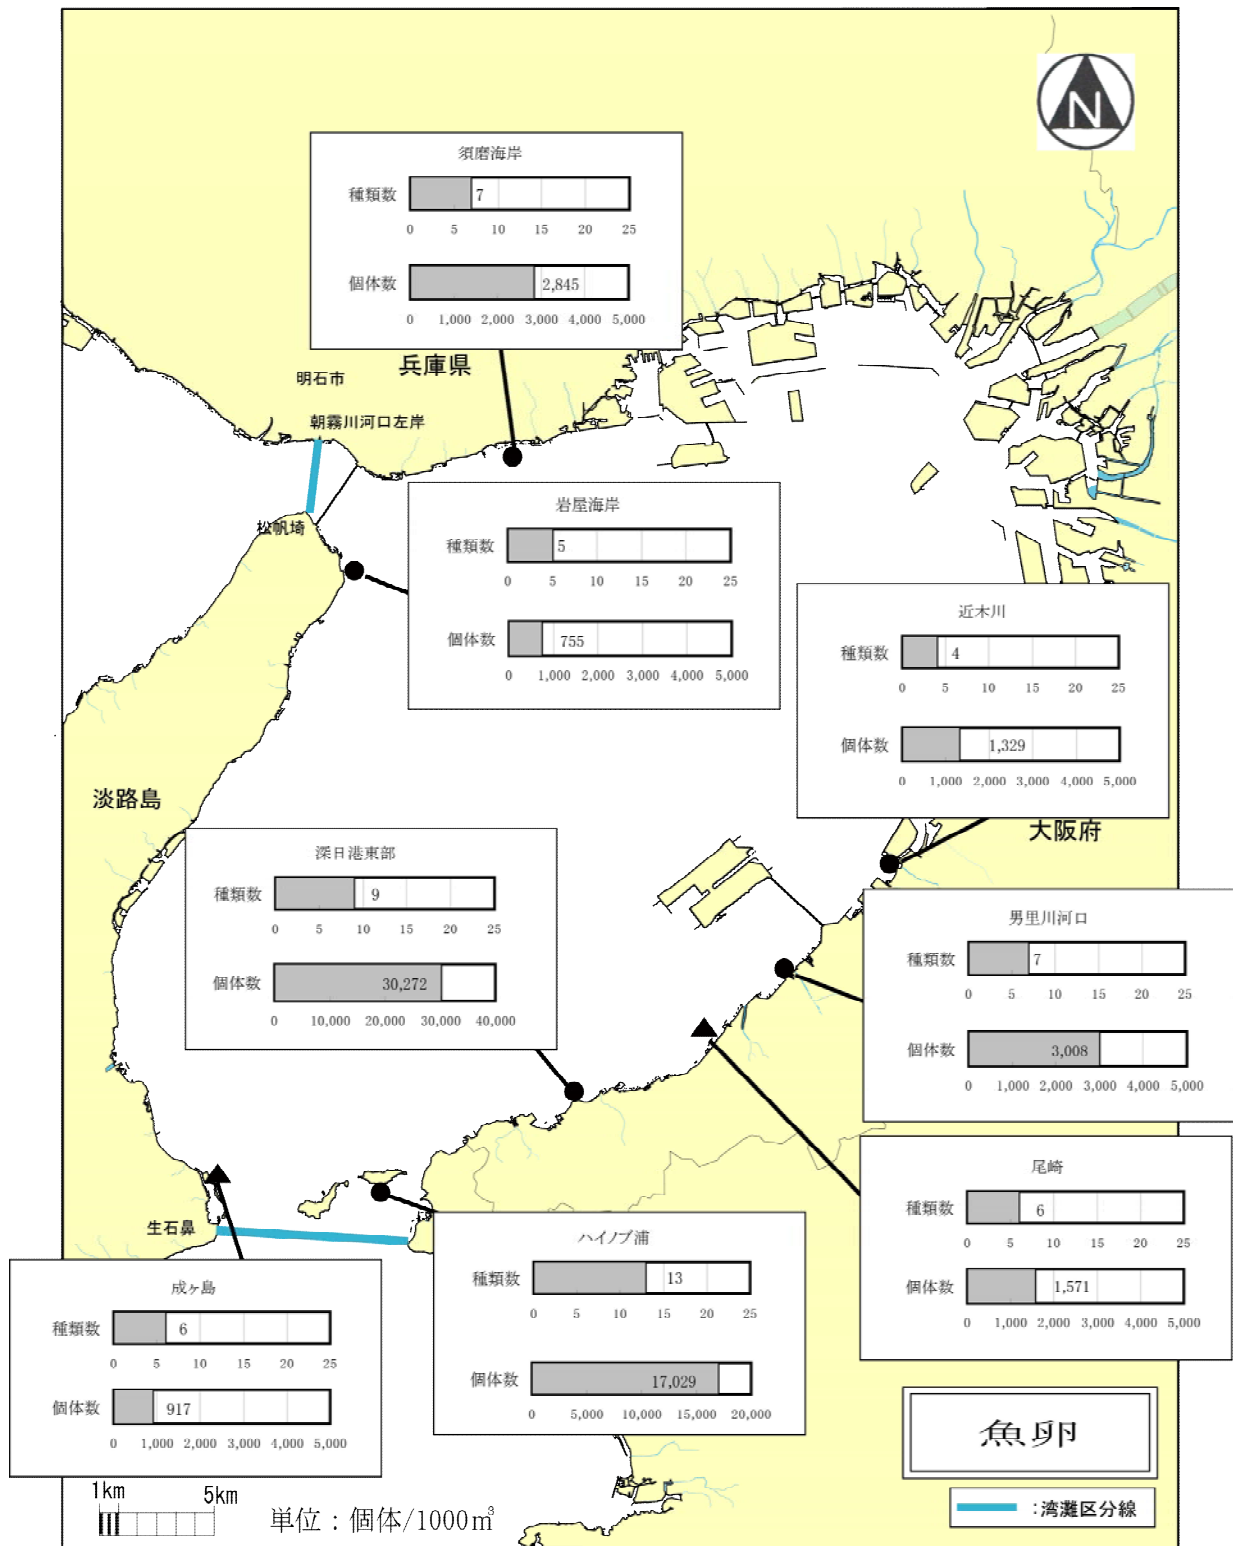 N
須磨海岸
種類数
7
0 5 10 15 20 25
個体数
2,845
0 1,000 2,000 3,000 4,000 5,000
兵庫県
明石市
朝霧川河口左岸
松帆埼
岩屋海岸
種類数
5
0 5 10 15 20 25
個体数
755
0 1,000 2,000 3,000 4,000 5,000
近木川
種類数
4
0 5 10 15 20 25
個体数
1,329
0 1,000 2,000 3,000 4,000 5,000
淡路島
大阪府
深日港東部
種類数
9
0 5 10 15 20 25
個体数
30,272
0 10,000 20,000 30,000 40,000
男里川河口
種類数
7
0 5 10 15 20 25
個体数
3,008
0 1,000 2,000 3,000 4,000 5,000
尾崎
種類数
6
0 5 10 15 20 25
個体数
1,571
0 1,000 2,000 3,000 4,000 5,000
生石鼻
成ヶ島
種類数
6
0 5 10 15 20 25
個体数
917
0 1,000 2,000 3,000 4,000 5,000
ハイノブ浦
種類数
13
0 5 10 15 20 25
個体数
17,029
0 5,000 10,000 15,000 20,000
魚卵
1km 5km
単位：個体/1000㎥
：湾灘区分線